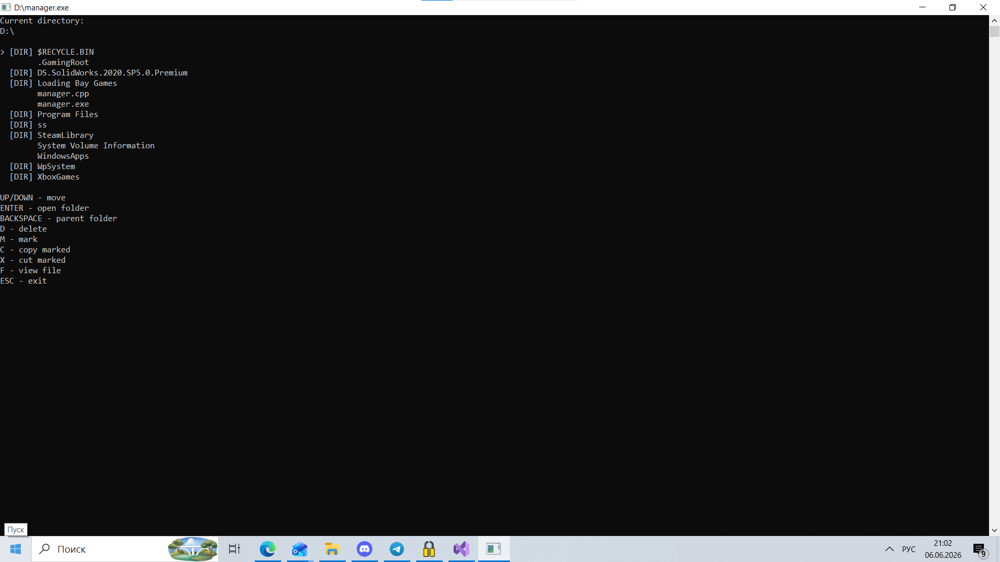 D:\manager.exe
Current directory:
D:\
> [DIR] $RECYCLE.BIN
.GamingRoot
[DIR] DS.SolidWorks.2020.SP5.0.Premium
[DIR] Loading Bay Games
manager.cpp
manager.exe
[DIR] Program Files
[DIR] ss
[DIR] SteamLibrary
System Volume Information
WindowsApps
[DIR] WpSystem
[DIR] XboxGames
UP/DOWN - move
ENTER - open folder
BACKSPACE - parent folder
D - delete
M - mark
C - copy marked
X - cut marked
F - view file
ESC - exit
Пуск
Поиск
РУС
21:02
06.06.2026
9